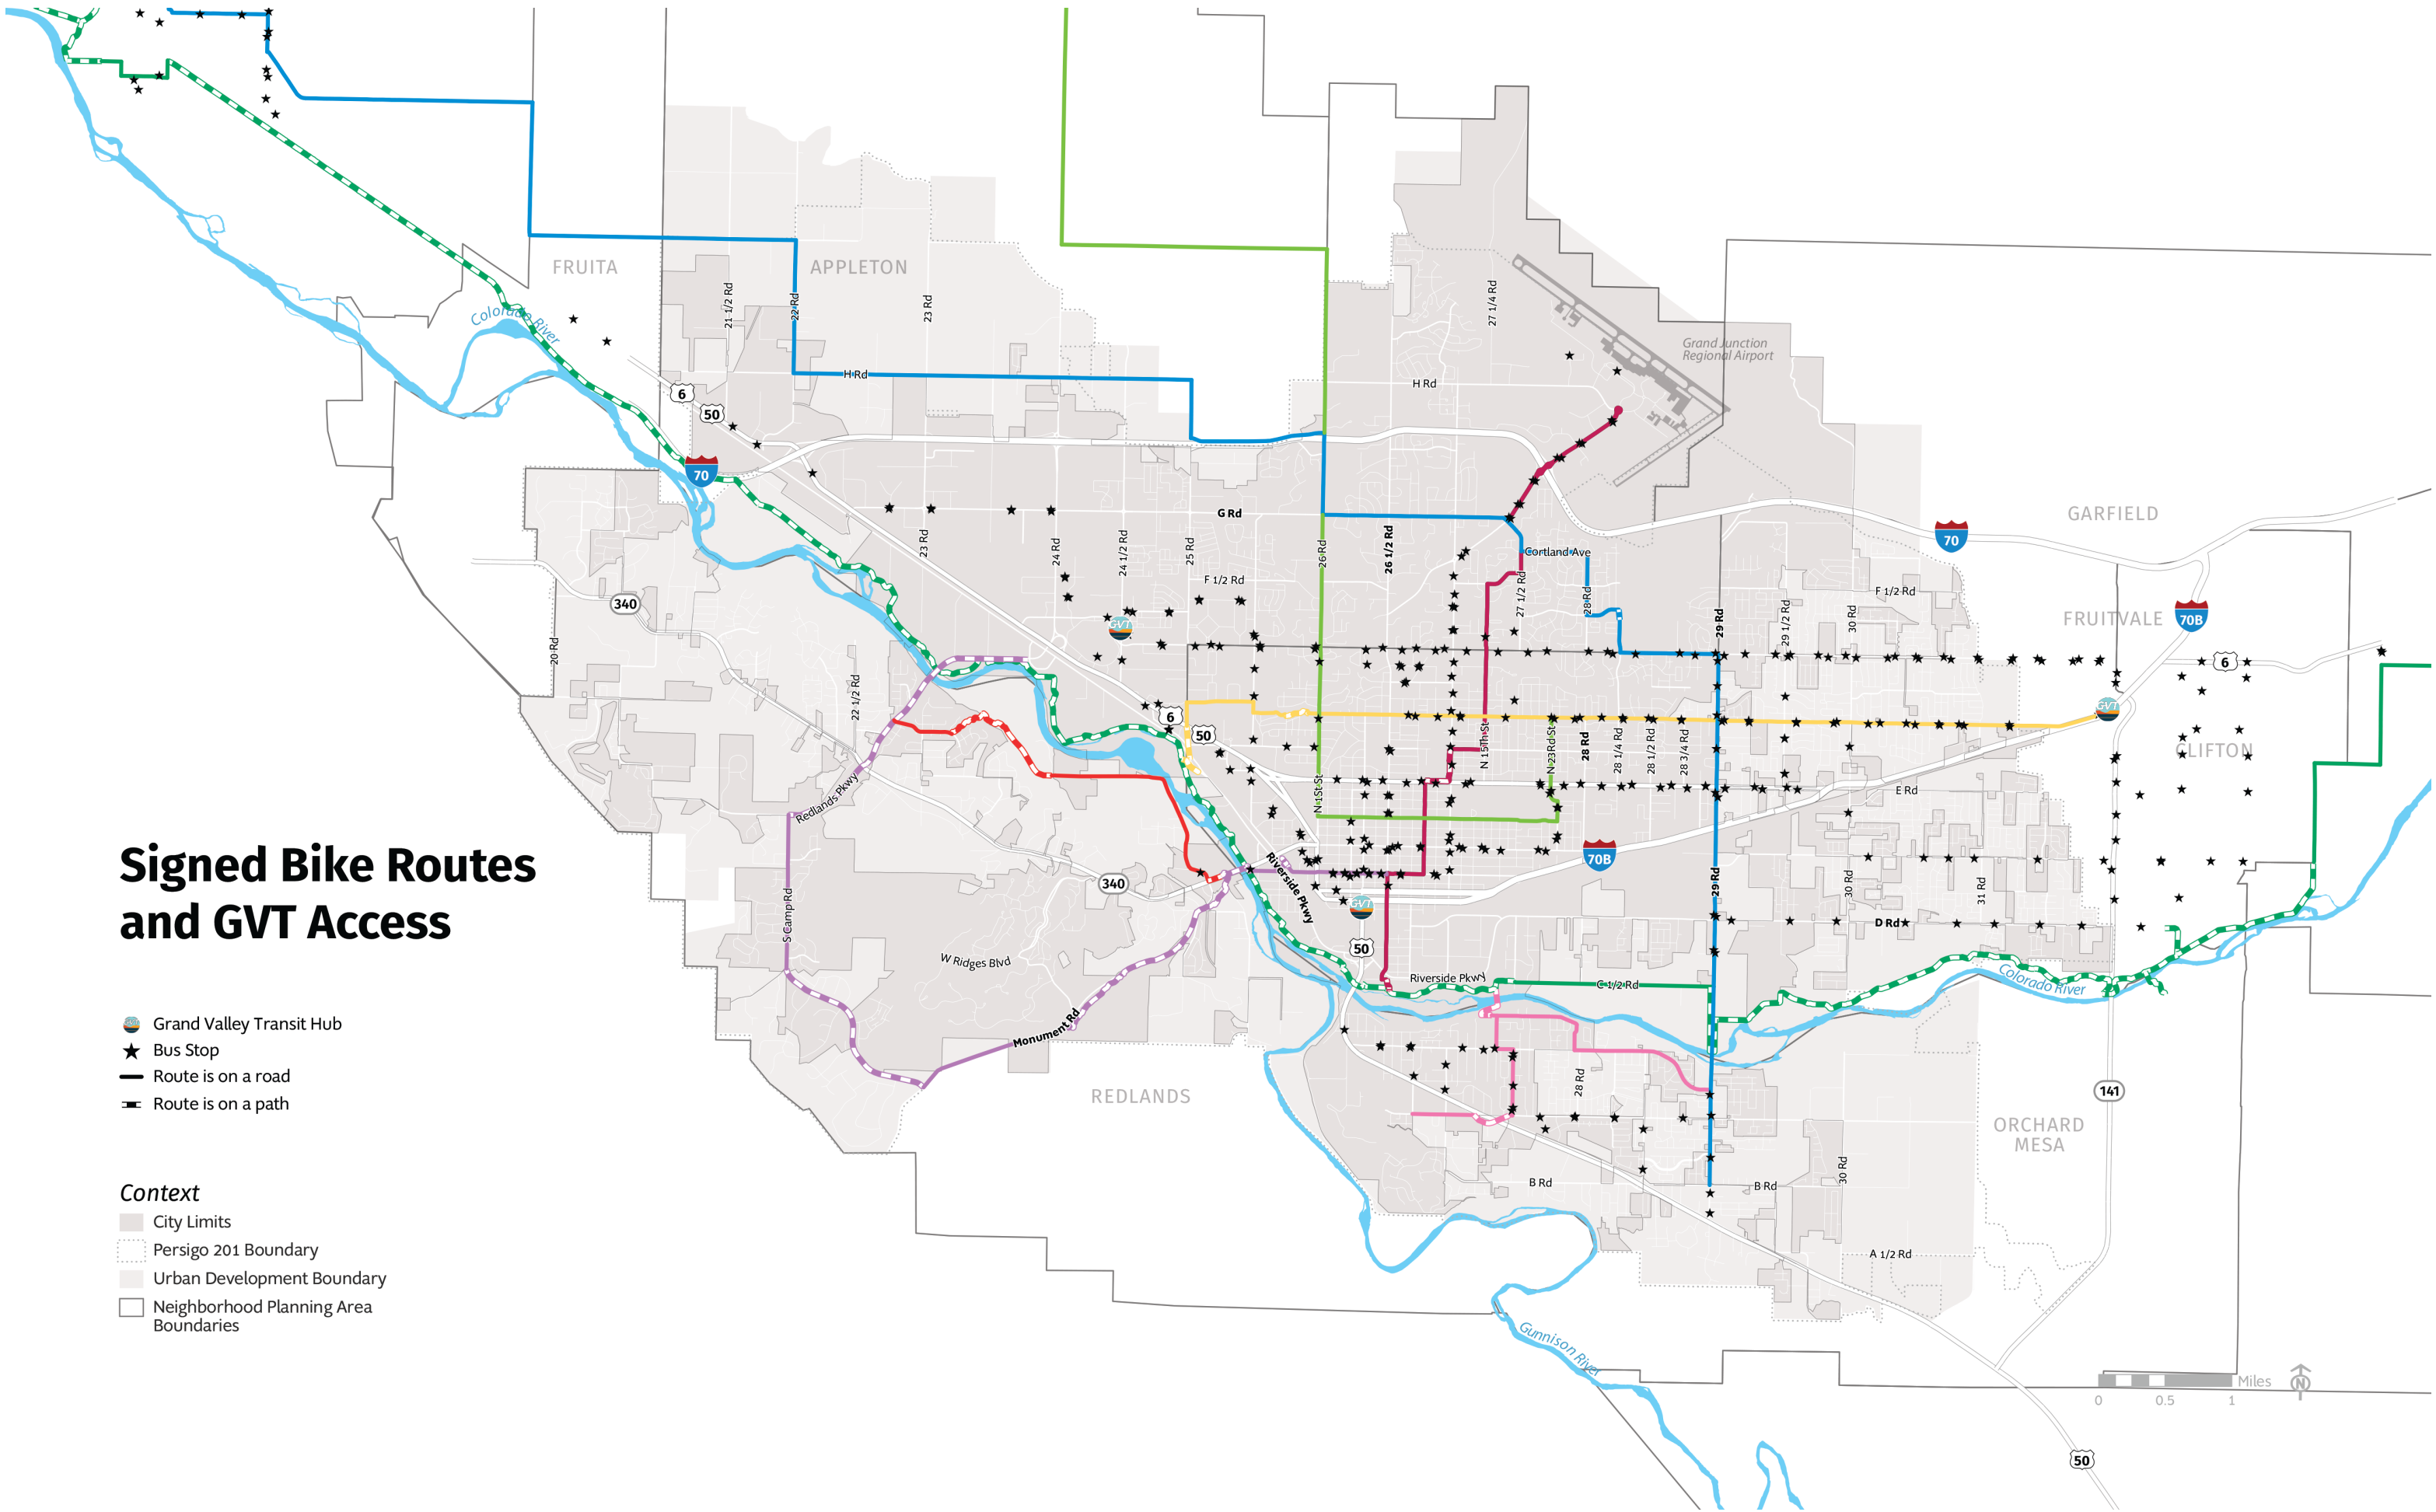 FRUITA
APPLETON
Colorado River
21 1/2 Rd
22 Rd
23 Rd
27 1/4 Rd
Grand Junction
Regional Airport
H Rd
H Rd
6
50
70
G Rd
GARFIELD
70
23 Rd
24 Rd
24 1/2 Rd
25 Rd
26 Rd
26 1/2 Rd
Cortland Ave
F 1/2 Rd
27 1/2 Rd
28 Rd
29 Rd
29 1/2 Rd
30 Rd
F 1/2 Rd
FRUITVALE
70B
340
20 Rd
GVT
6
22 1/2 Rd
6
50
GVT
CLIFTON
N 15Th St
N 23Rd St
28 Rd
28 1/4 Rd
28 1/2 Rd
28 3/4 Rd
N 1St St
E Rd
Redlands Pkwy
70B
340
Riverside Pkwy
GVT
50
S Camp Rd
29 Rd
30 Rd
31 Rd
D Rd
W Ridges Blvd
Riverside Pkwy
C 1/2 Rd
Colorado River
Monument Rd
REDLANDS
28 Rd
141
ORCHARD
MESA
B Rd
B Rd
30 Rd
A 1/2 Rd
Gunnison River
50
Signed Bike Routes
and GVT Access
Grand Valley Transit Hub
Bus Stop
Route is on a road
Route is on a path
Context
City Limits
Persigo 201 Boundary
Urban Development Boundary
Neighborhood Planning Area
Boundaries
Miles
0
0.5
1
N